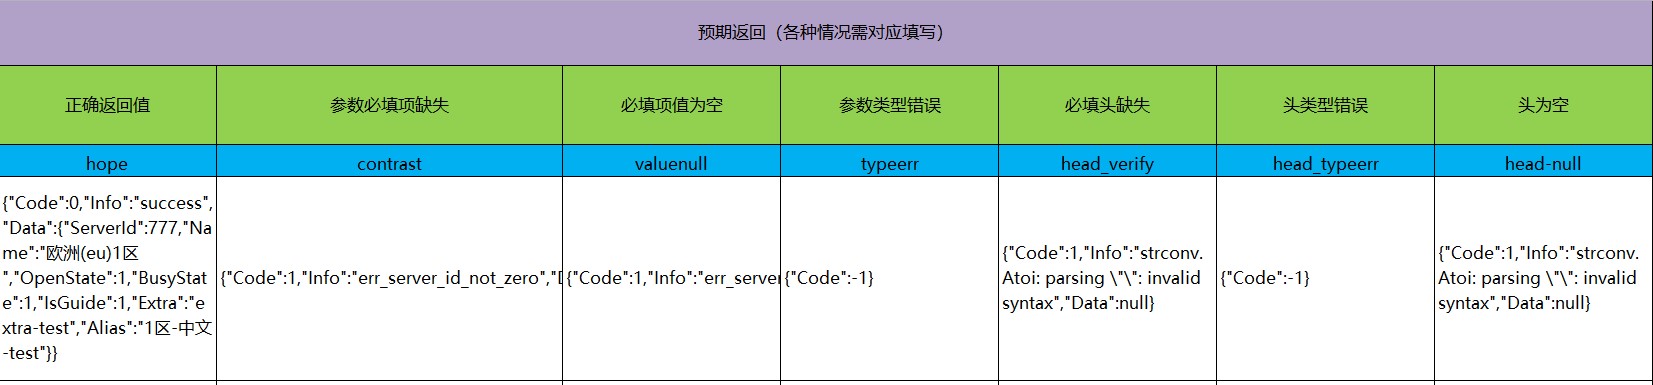 预期返回（各种情况需对应填写）
正确返回值 参数必填项缺失 必填项值为空 参数类型错误 必填头缺失 头类型错误 头为空
hope contrast valuenull typeerr head_verify head_typeerr head-null
{"Code":0,"Info":"success",
"Data":{"ServerId":777,"Na
me":"欧洲(eu)1区
","OpenState":1,"BusyStat
e":1,"IsGuide":1,"Extra":"e
xtra-test","Alias":"1区-中文
-test"}}
{"Code":1,"Info":"err_server_id_not_zero","D
{"Code":1,"Info":"err_server
{"Code":-1}
{"Code":1,"Info":"strconv.
Atoi: parsing \"\": invalid
syntax","Data":null}
{"Code":-1}
{"Code":1,"Info":"strconv.
Atoi: parsing \"\": invalid
syntax","Data":null}